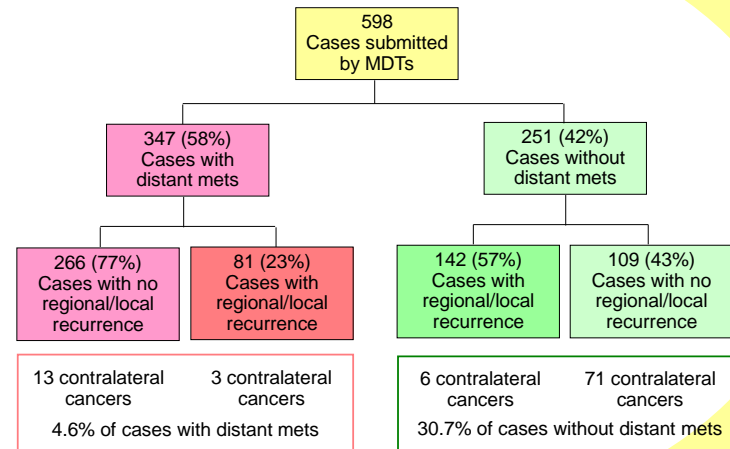 598
Cases submitted
by MDTs
347 (58%)
Cases with
distant mets
251 (42%)
Cases without
distant mets
266 (77%)
Cases with no
regional/local
recurrence
81 (23%)
Cases with
regional/local
recurrence
142 (57%)
Cases with
regional/local
recurrence
109 (43%)
Cases with no
regional/local
recurrence
13 contralateral
cancers
3 contralateral
cancers
4.6% of cases with distant mets
6 contralateral
cancers
71 contralateral
cancers
30.7% of cases without distant mets